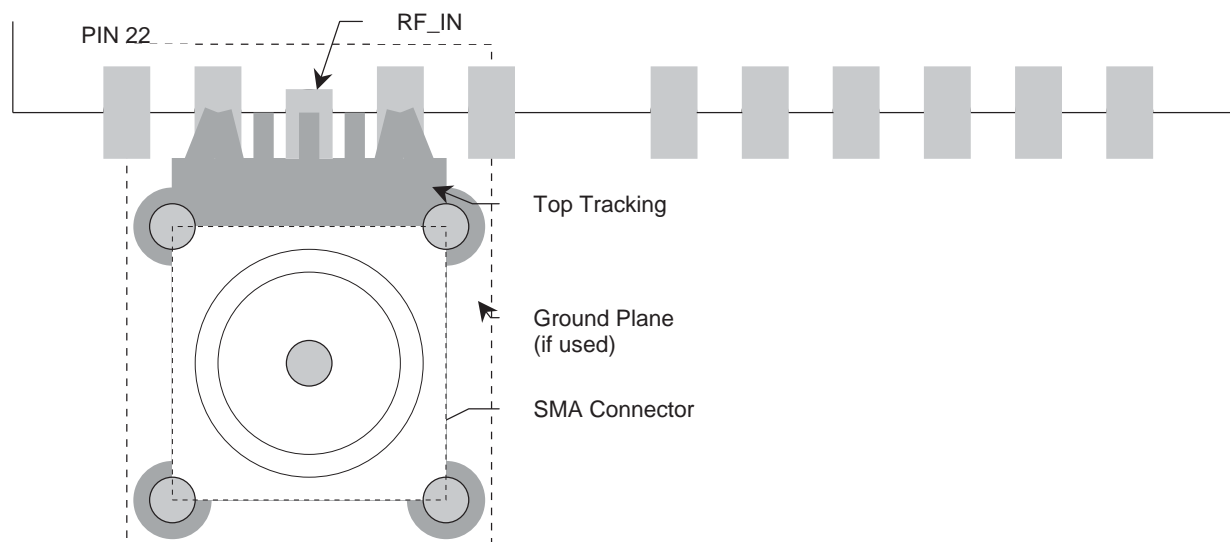 RF_IN
PIN 22
Top Tracking
Ground Plane
(if used)
SMA Connector